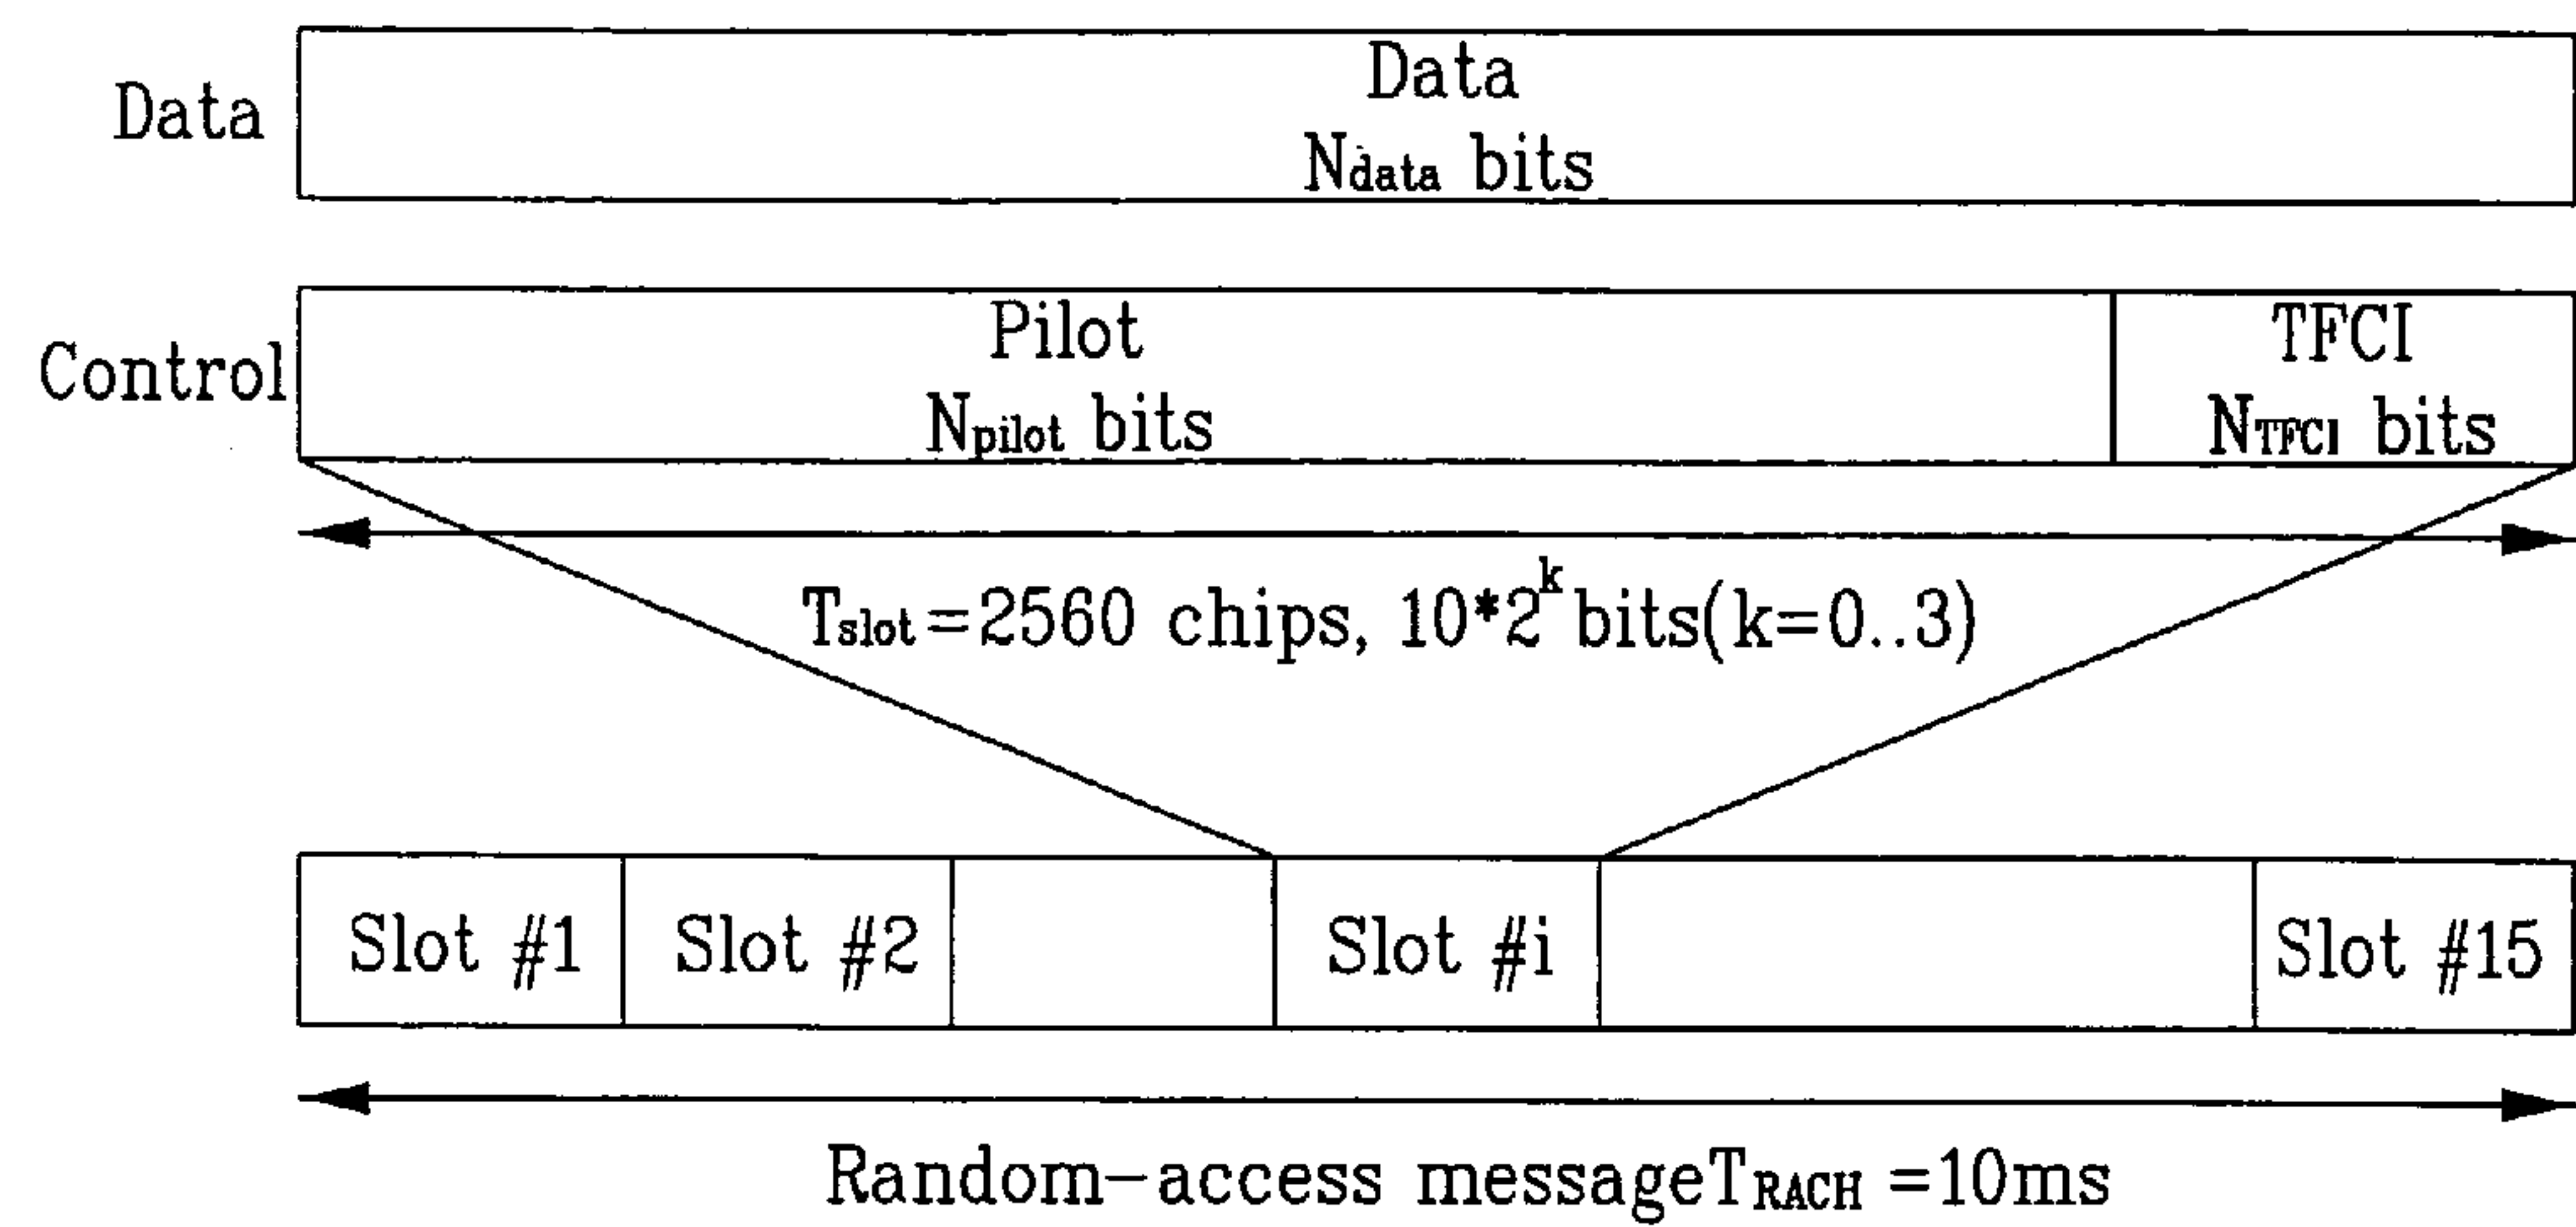 Data
Data
Ndata bits
Control
Pilot
Npilot bits
TFCI
NTFCI bits
Tslot=2560 chips, 10*2^k bits(k=0..3)
Slot #1
Slot #2
Slot #i
Slot #15
Random-access messageTRACH =10ms